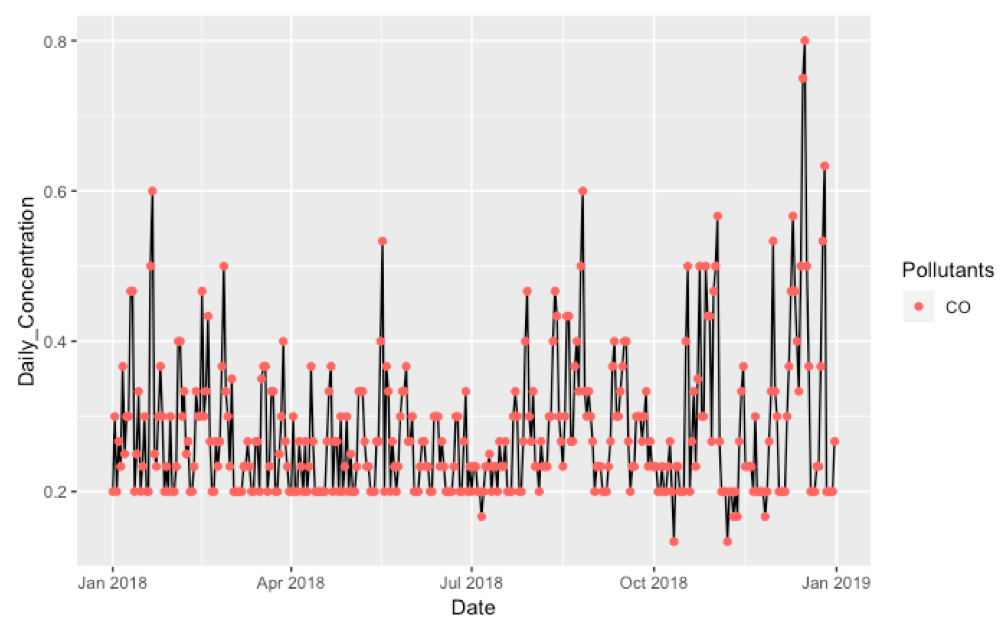 Daily_Concentration
0.8
0.6
0.4
0.2
Jan 2018 Apr 2018 Jul 2018 Oct 2018 Jan 2019
Date
Pollutants
CO